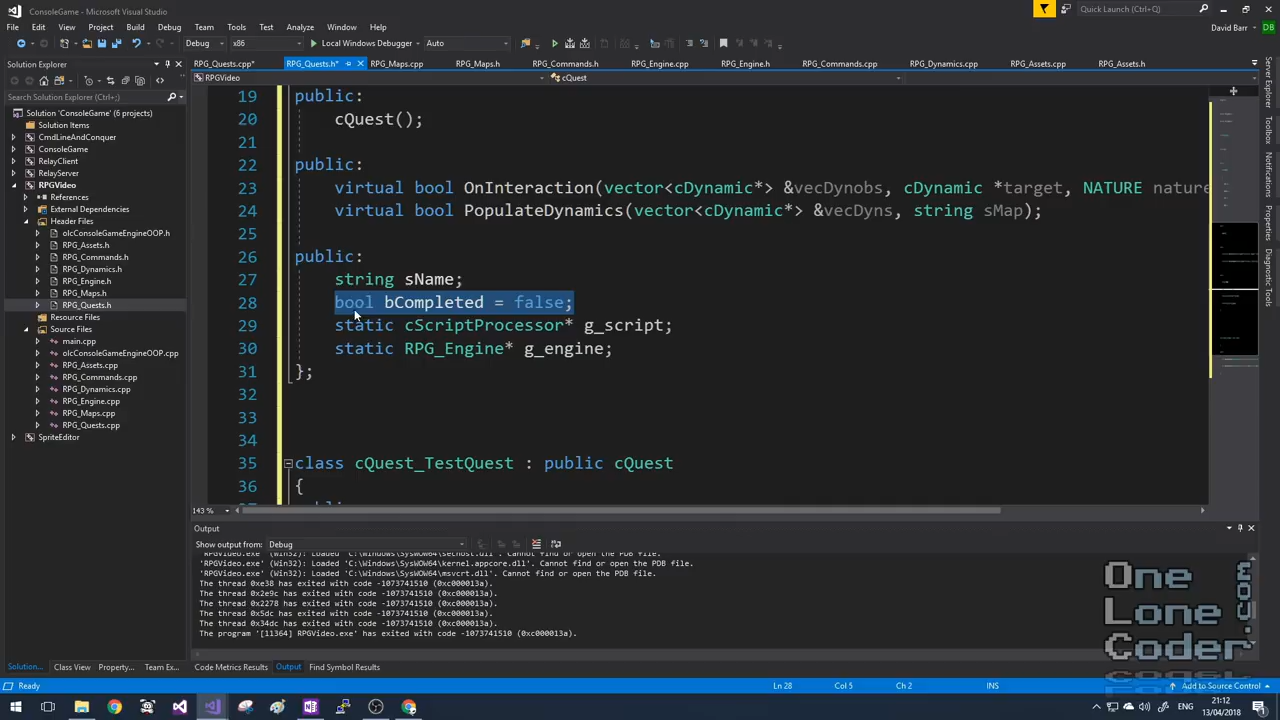 ConsoleGame - Microsoft Visual Studio
Quick Launch (Ctrl+Q)
File Edit View Project Build Debug Team Tools Test Analyze Window Help
David Barr DB
Debug x86 Local Windows Debugger Auto
Solution Explorer
RPG_Quests.cpp* RPG_Quests.h* RPG_Maps.cpp RPG_Maps.h RPG_Commands.h RPG_Engine.cpp RPG_Engine.h RPG_Commands.cpp RPG_Dynamics.cpp RPG_Assets.cpp RPG_Assets.h
RPGVideo cQuest
Search Solution Explorer (Ctrl+;)
Solution 'ConsoleGame' (6 projects)
Solution Items
CmdLineAndConquer
ConsoleGame
RelayClient
RelayServer
RPGVideo
References
External Dependencies
Header Files
olcConsoleGameEngineOOP.h
RPG_Assets.h
RPG_Commands.h
RPG_Dynamics.h
RPG_Engine.h
RPG_Maps.h
RPG_Quests.h
Resource Files
Source Files
main.cpp
olcConsoleGameEngineOOP.cpp
RPG_Assets.cpp
RPG_Commands.cpp
RPG_Dynamics.cpp
RPG_Engine.cpp
RPG_Maps.cpp
RPG_Quests.cpp
SpriteEditor
19 public:
20 cQuest();
21
22 public:
23 virtual bool OnInteraction(vector<cDynamic*> &vecDynobs, cDynamic *target, NATURE nature
24 virtual bool PopulateDynamics(vector<cDynamic*> &vecDyns, string sMap);
25
26 public:
27 string sName;
28 bool bCompleted = false;
29 static cScriptProcessor* g_script;
30 static RPG_Engine* g_engine;
31 };
32
33
34
35 class cQuest_TestQuest : public cQuest
36 {
143 %
Server Explorer
Toolbox
Notifications
Properties
Diagnostic Tools
Output
Show output from: Debug
'RPGVideo.exe' (Win32): Loaded 'C:\Windows\SysWOW64\sechost.dll'. Cannot find or open the PDB file.
'RPGVideo.exe' (Win32): Loaded 'C:\Windows\SysWOW64\kernel.appcore.dll'. Cannot find or open the PDB file.
'RPGVideo.exe' (Win32): Loaded 'C:\Windows\SysWOW64\msvcrt.dll'. Cannot find or open the PDB file.
The thread 0xe38 has exited with code -1073741510 (0xc000013a).
The thread 0x2e9c has exited with code -1073741510 (0xc000013a).
The thread 0x2278 has exited with code -1073741510 (0xc000013a).
The thread 0x5dc has exited with code -1073741510 (0xc000013a).
The thread 0x34dc has exited with code -1073741510 (0xc000013a).
The program '[11364] RPGVideo.exe' has exited with code -1073741510 (0xc000013a).
One
Lone
Coder
.com
Solution... Class View Property... Team Ex...
Code Metrics Results Output Find Symbol Results
Ready Ln 28 Col 5 Ch 2 INS Add to Source Control
ENG 21:12
13/04/2018